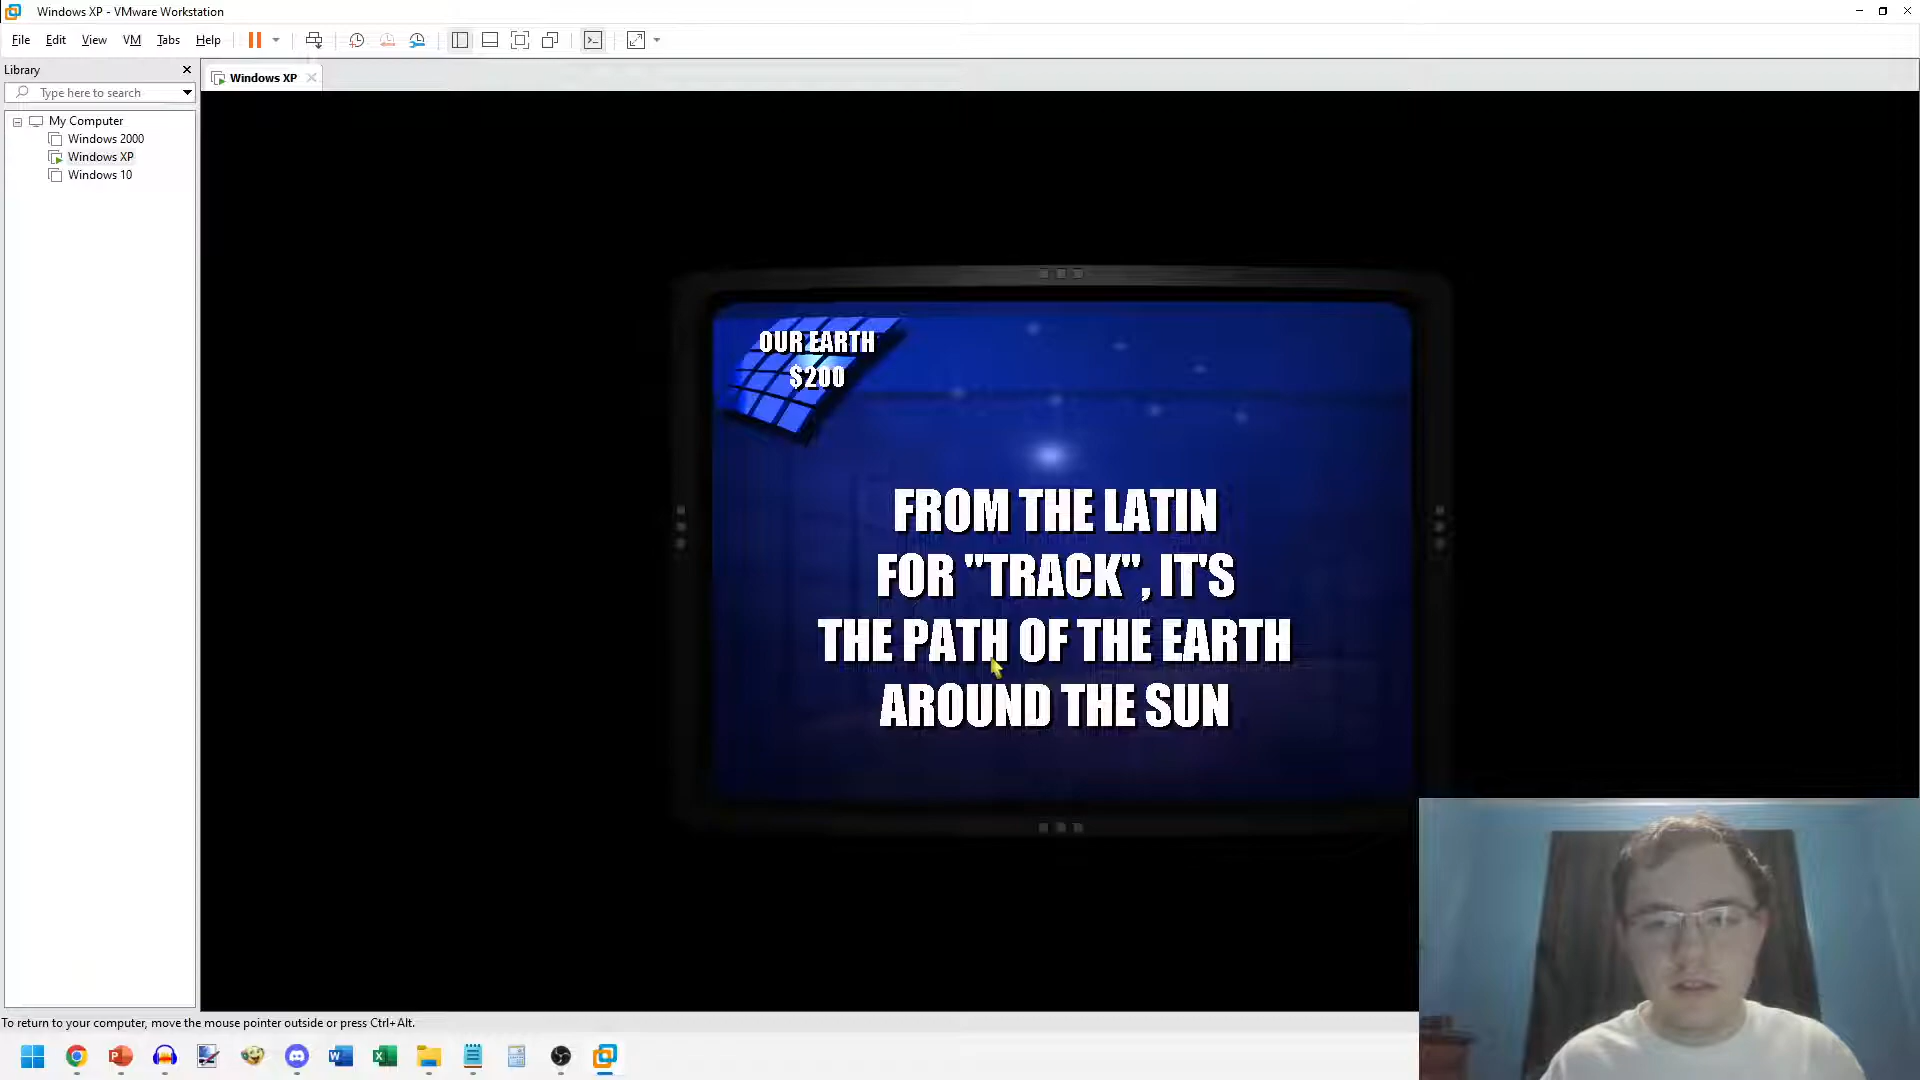 Windows XP - VMware Workstation
File Edit View VM Tabs Help
Library
Windows XP
Type here to search
My Computer
Windows 2000
Windows XP
Windows 10
OUR EARTH
$200
FROM THE LATIN
FOR "TRACK", IT'S
THE PATH OF THE EARTH
AROUND THE SUN
To return to your computer, move the mouse pointer outside or press Ctrl+Alt.